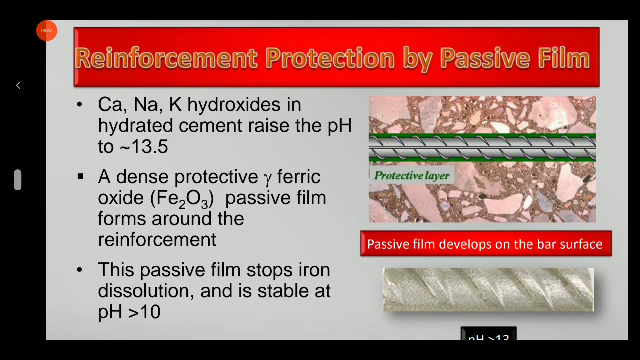 Reinforcement Protection by Passive Film
• Ca, Na, K hydroxides in
hydrated cement raise the pH
to ~13.5
▪ A dense protective γ ferric
oxide (Fe₂O₃) passive film
forms around the
reinforcement
• This passive film stops iron
dissolution, and is stable at
pH >10
Protective layer
Passive film develops on the bar surface
pH >13